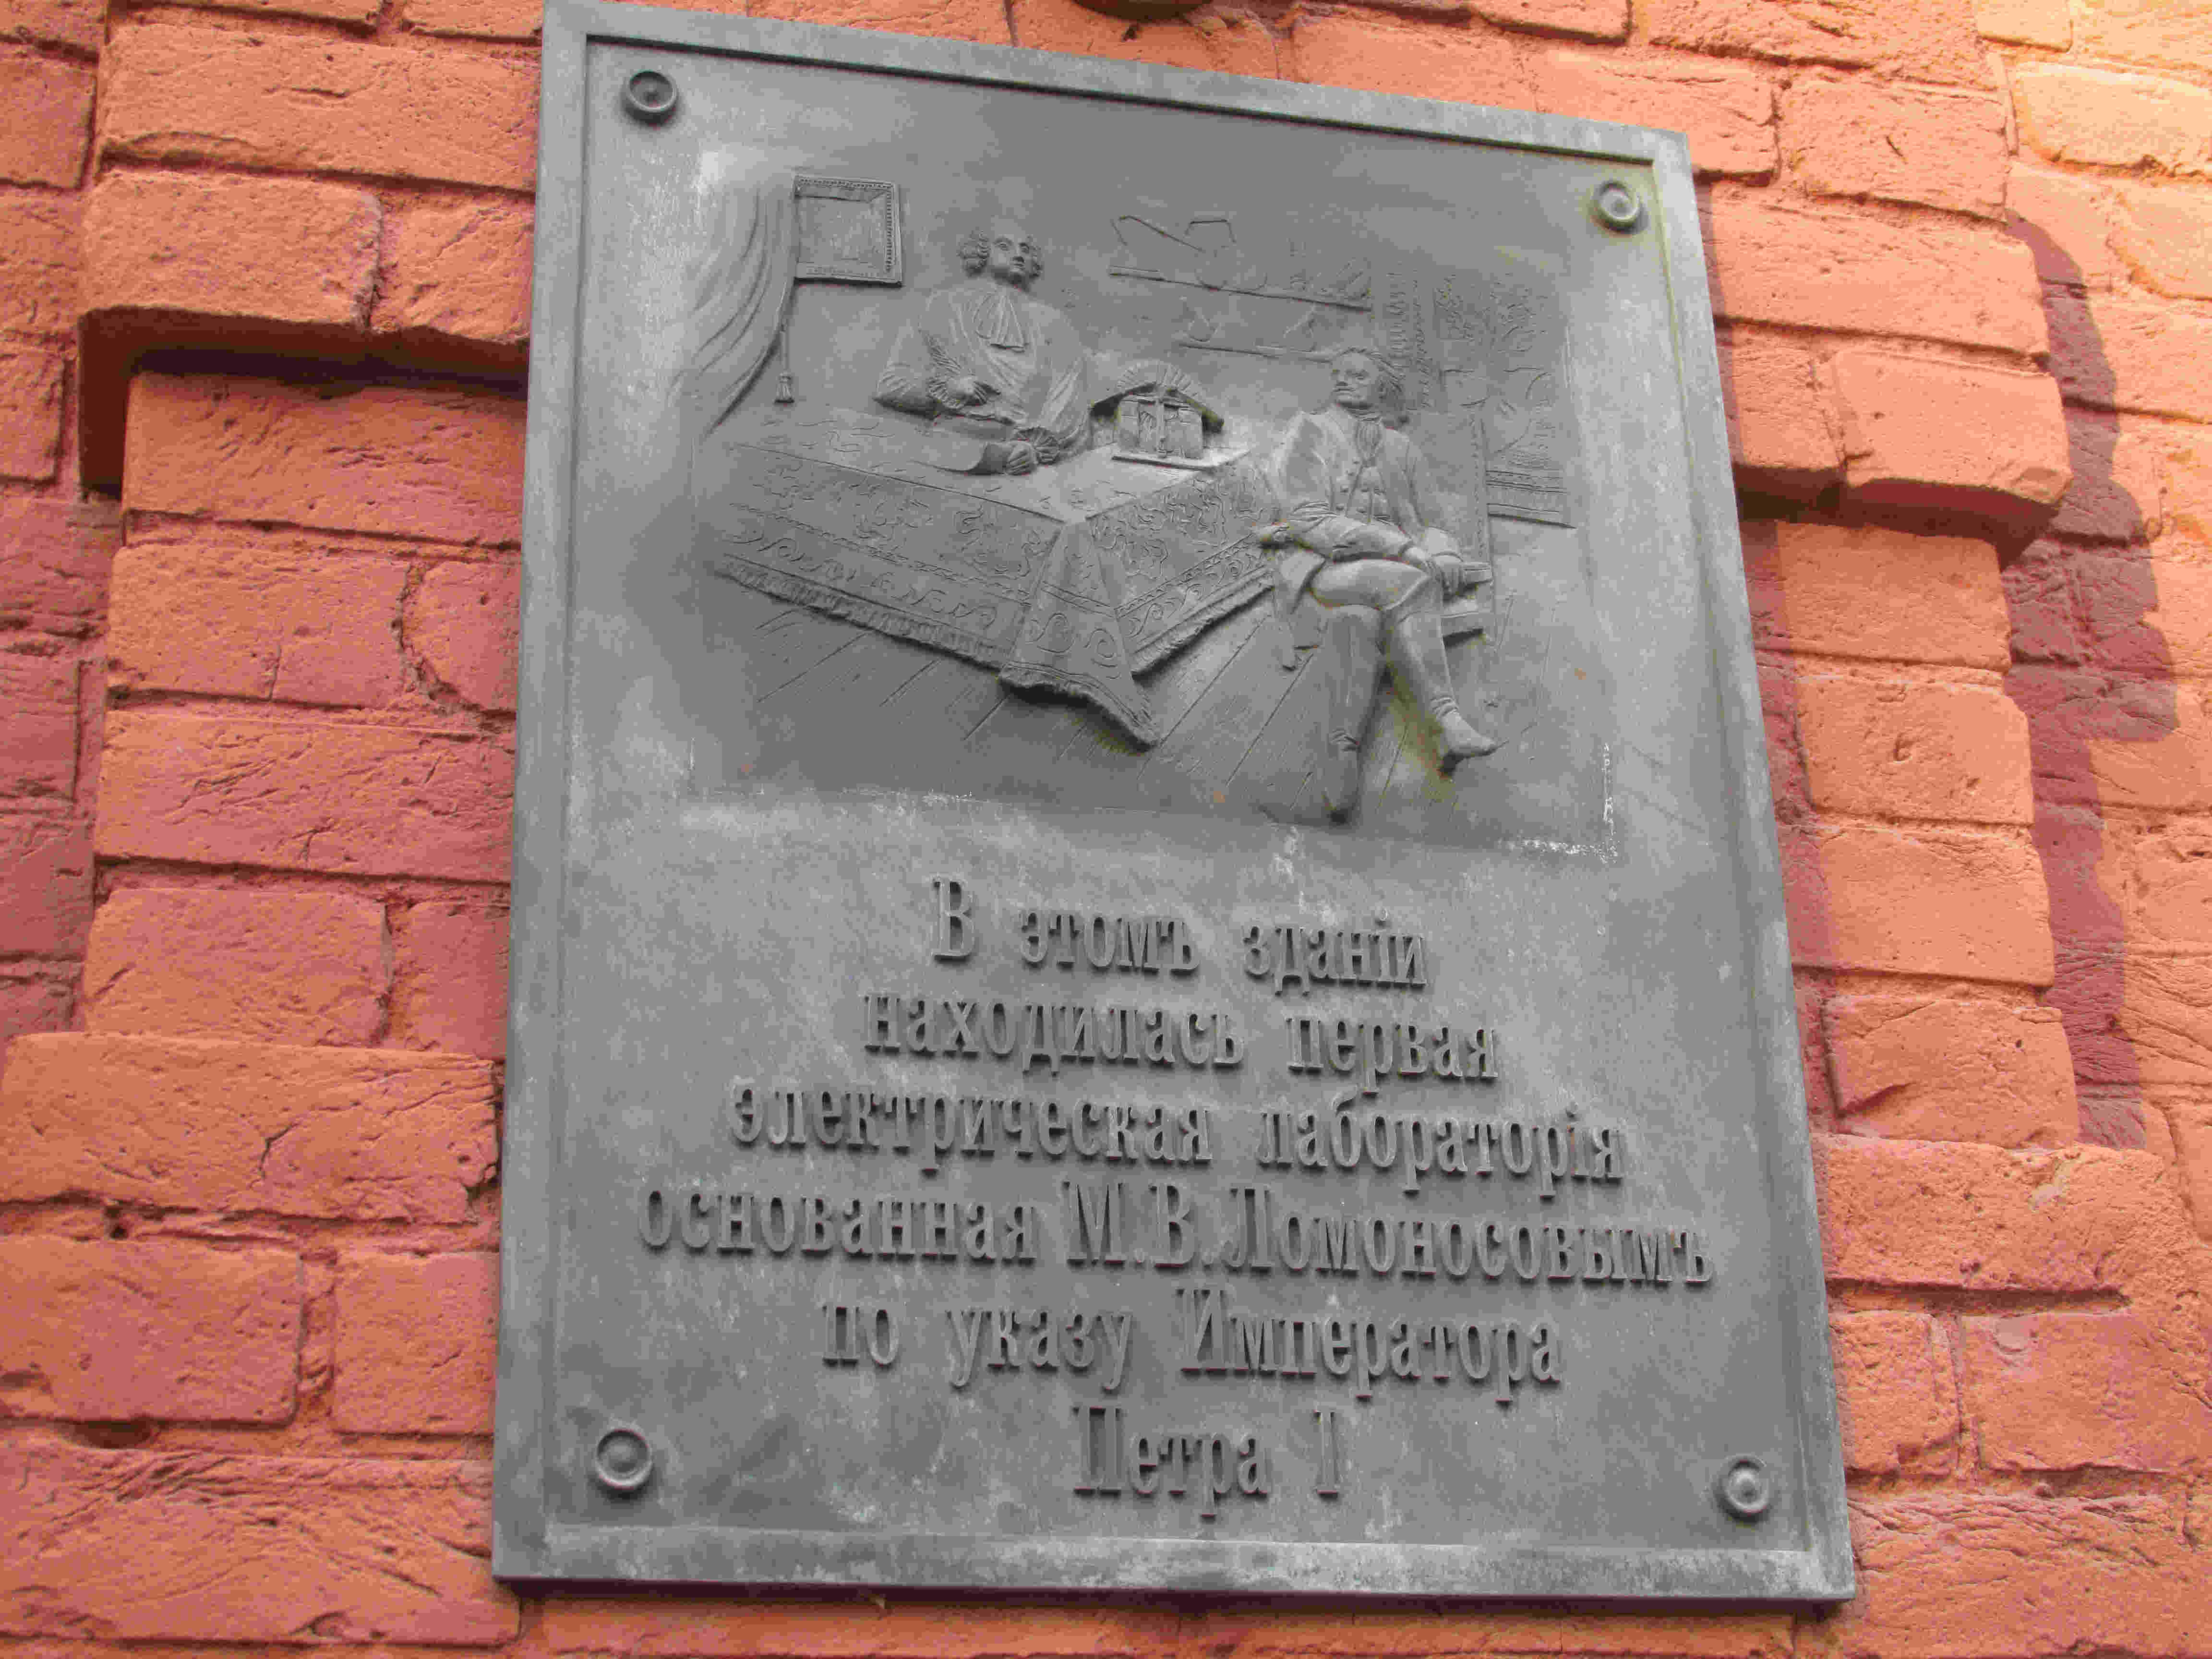 В этомъ зданіи
находилась первая
электрическая лабораторія
основанная М.В.Ломоносовымъ
по указу Императора
Петра I